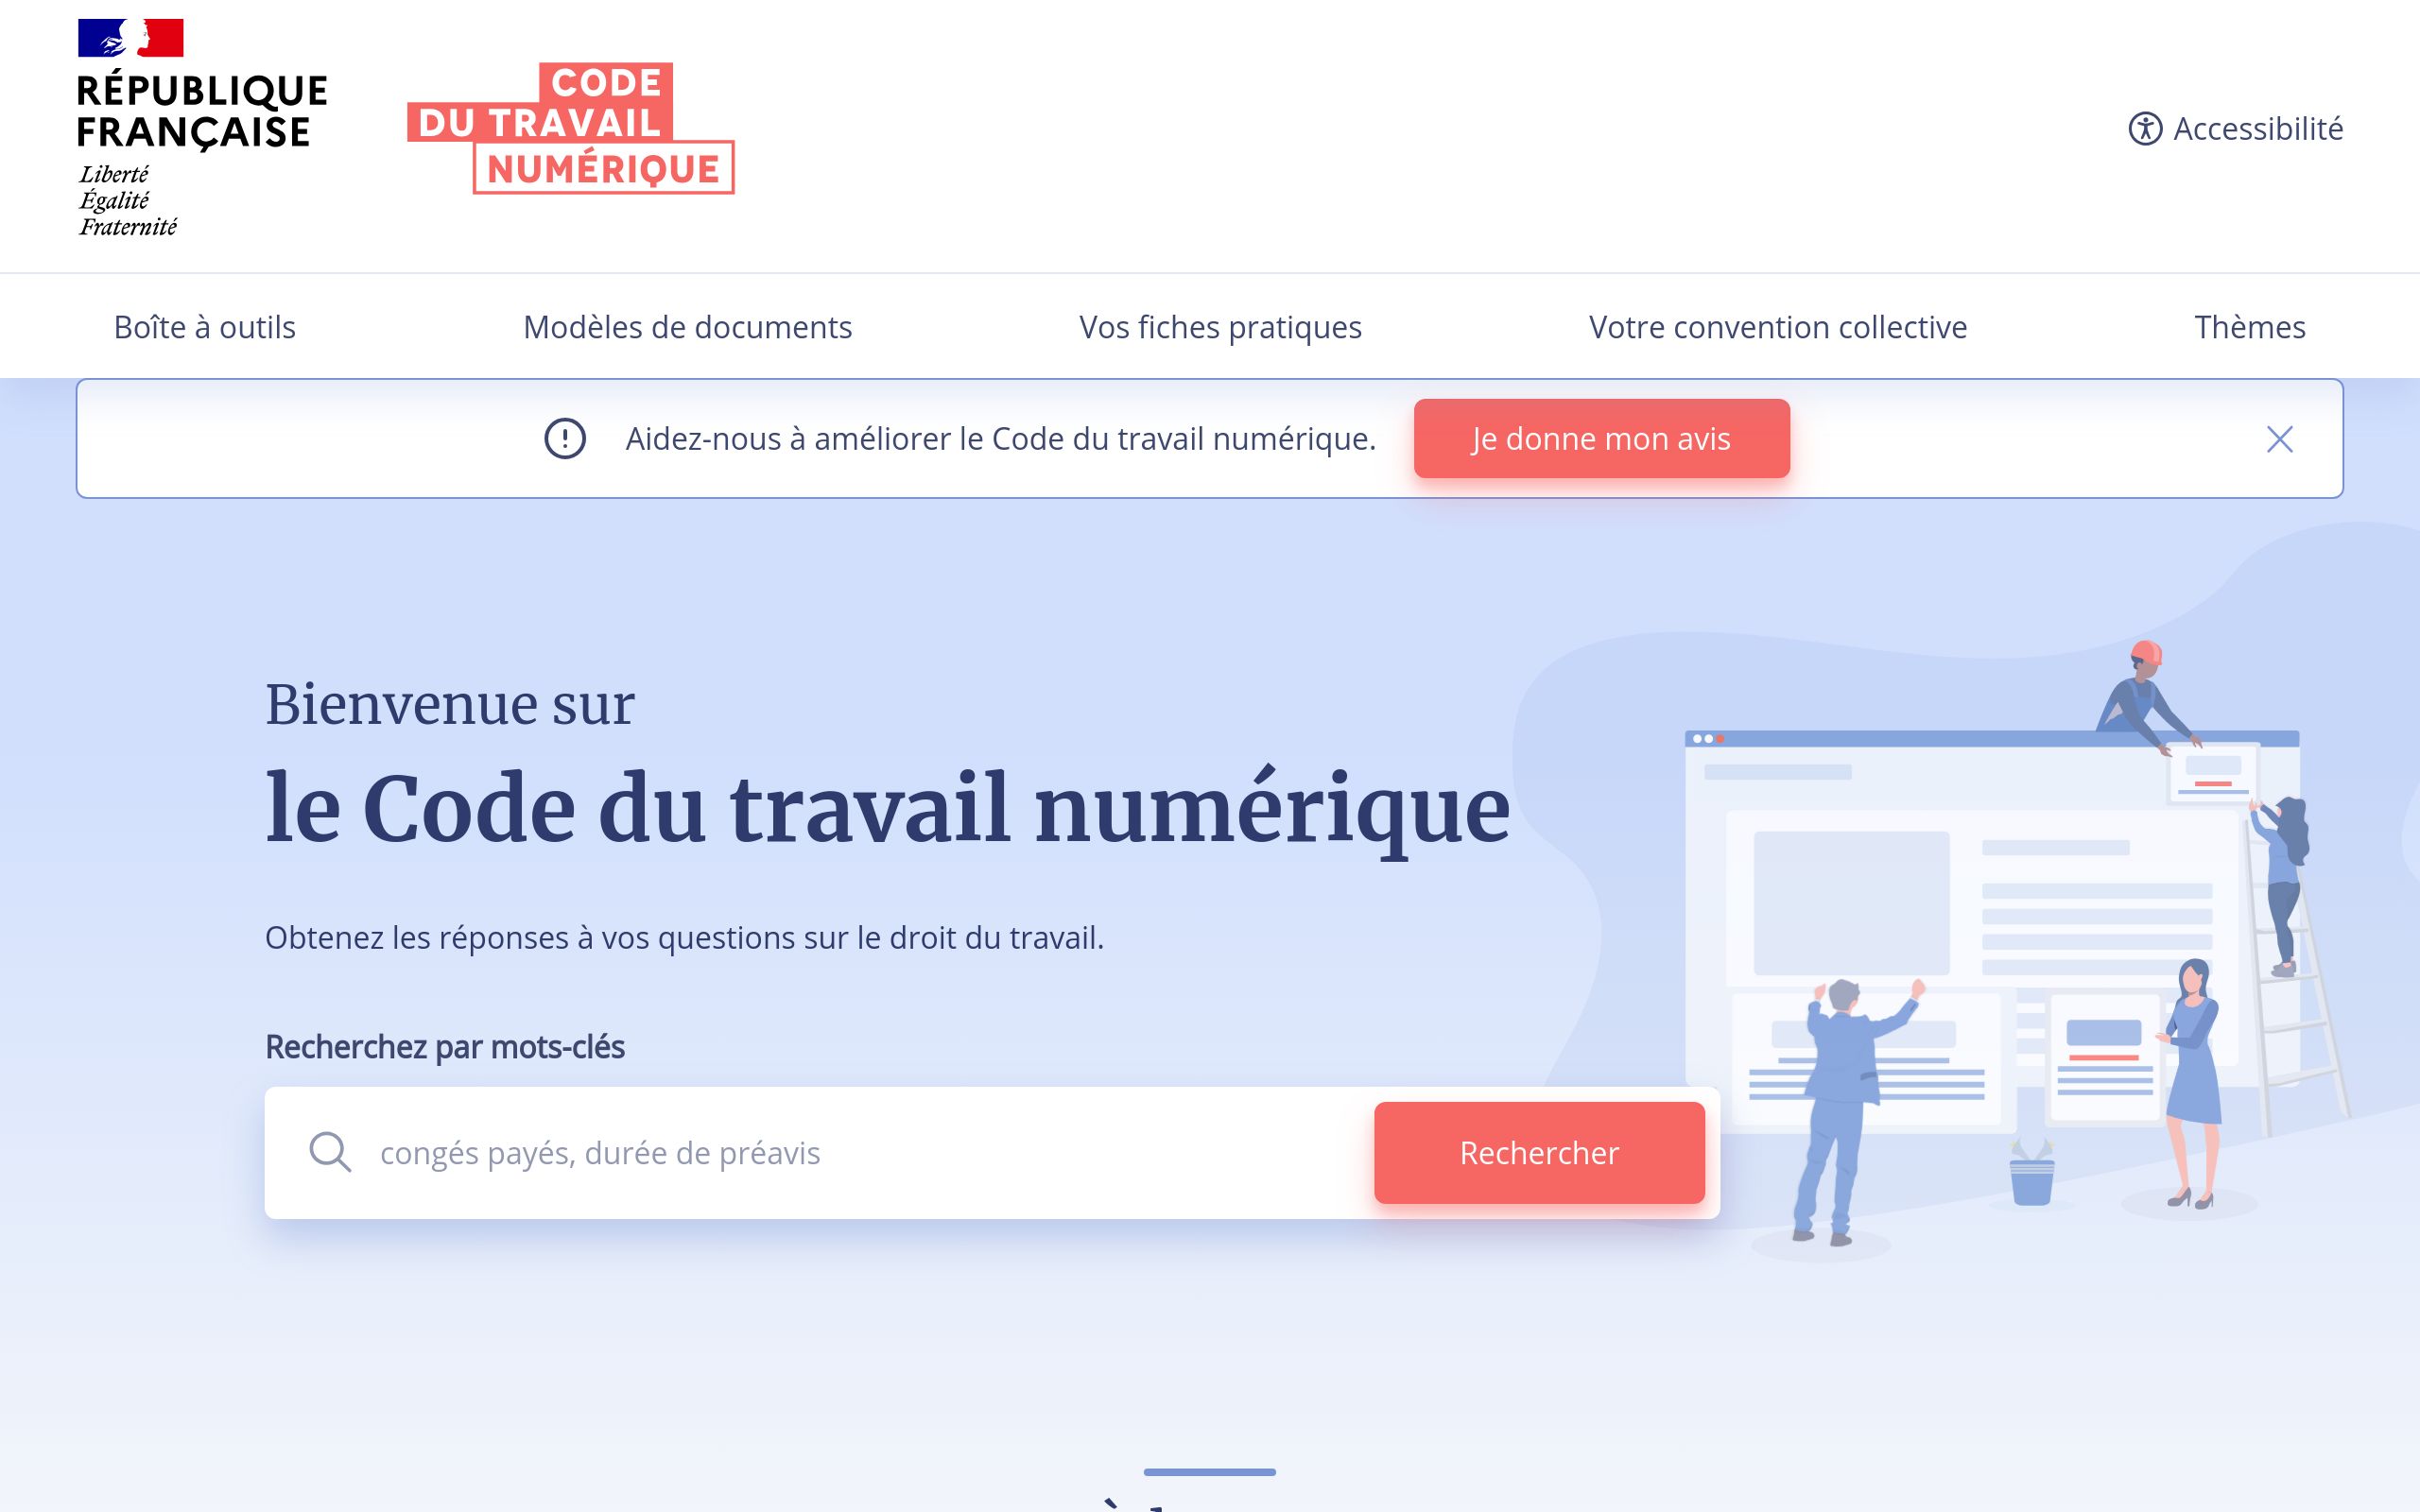 RÉPUBLIQUE
FRANÇAISE
Liberté
Égalité
Fraternité
CODE
DU TRAVAIL
NUMÉRIQUE
Accessibilité
Boîte à outils
Modèles de documents
Vos fiches pratiques
Votre convention collective
Thèmes
Aidez-nous à améliorer le Code du travail numérique.
Je donne mon avis
Bienvenue sur
le Code du travail numérique
Obtenez les réponses à vos questions sur le droit du travail.
Recherchez par mots-clés
congés payés, durée de préavis
Rechercher